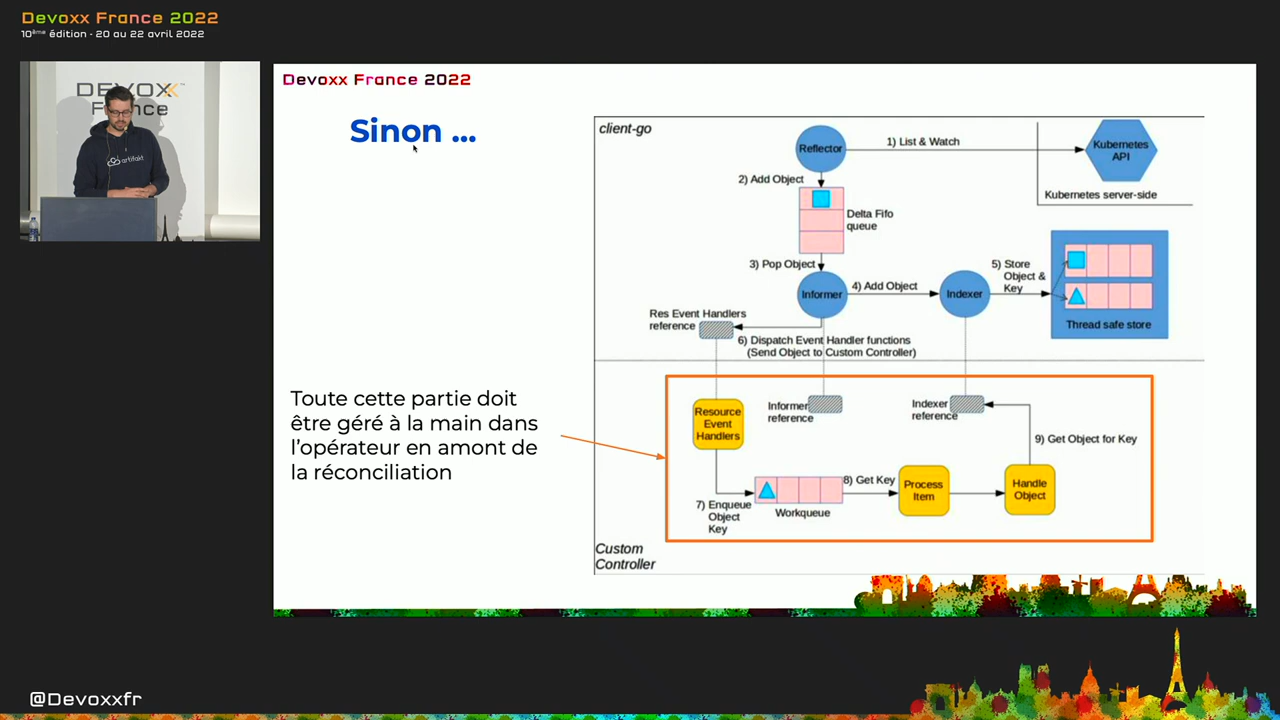 Devoxx France 2022
10ème édition - 20 au 22 avril 2022
DEVOXX
France
artifakt
Devoxx France 2022
Sinon ...
client-go
Reflector
1) List & Watch
Kubernetes
API
Kubernetes server-side
2) Add Object
Delta Fifo
queue
3) Pop Object
Informer
4) Add Object
Indexer
5) Store
Object &
Key
Thread safe store
Res Event Handlers
reference
6) Dispatch Event Handler functions
(Send Object to Custom Controller)
Toute cette partie doit
être géré à la main dans
l'opérateur en amont de
la réconciliation
Resource
Event
Handlers
Informer
reference
Indexer
reference
9) Get Object for Key
7) Enqueue
Object
Key
Workqueue
8) Get Key
Process
Item
Handle
Object
Custom
Controller
@Devoxxfr